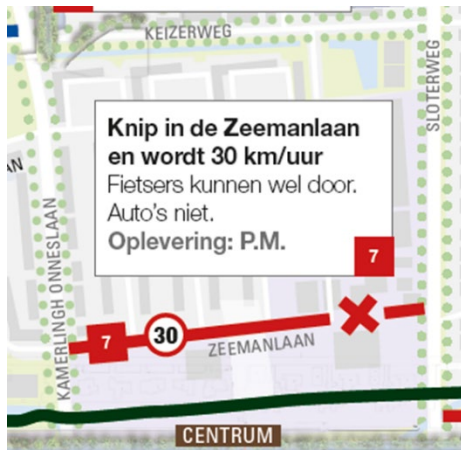 KEIZERWEG
SLOTERWEG
Knip in de Zeemanlaan
en wordt 30 km/uur
Fietsers kunnen wel door.
Auto's niet.
Oplevering: P.M.
7
KAMERLINGH ONNESLAAN
7
30
ZEEMANLAAN
CENTRUM